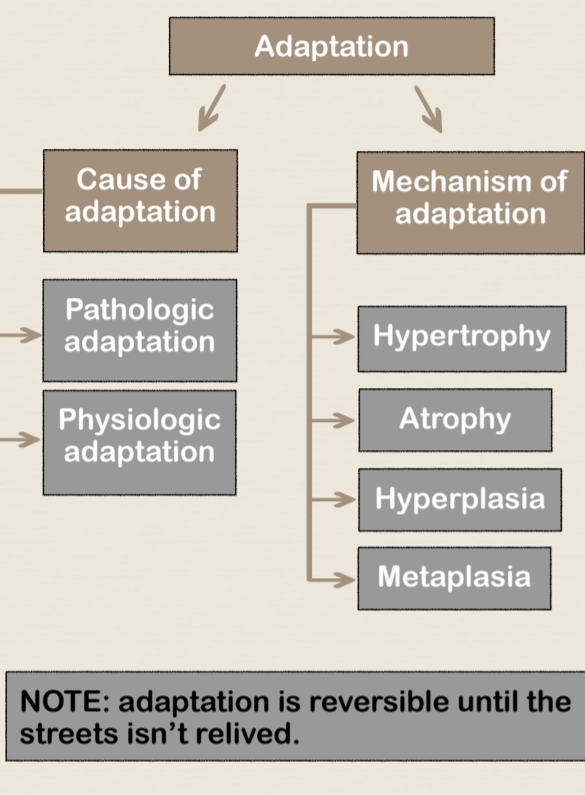 Adaptation
Cause of
adaptation
Pathologic
adaptation
Physiologic
adaptation
Mechanism of
adaptation
Hypertrophy
Atrophy
Hyperplasia
Metaplasia
NOTE: adaptation is reversible until the
streets isn't relived.